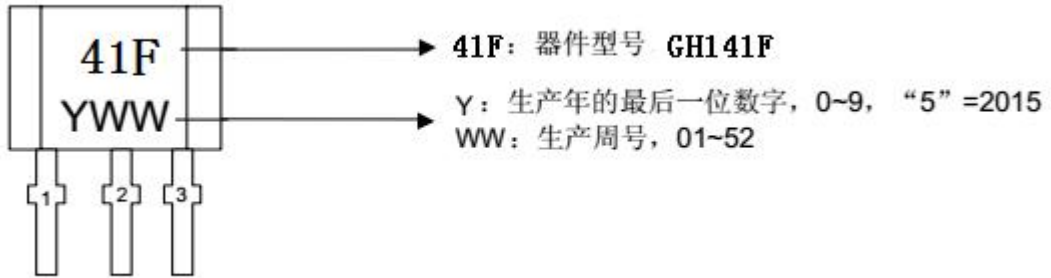 41F
41F：器件型号 GH141F
YWW
Y：生产年的最后一位数字，0~9， “5”=2015
WW：生产周号，01~52
1 2 3